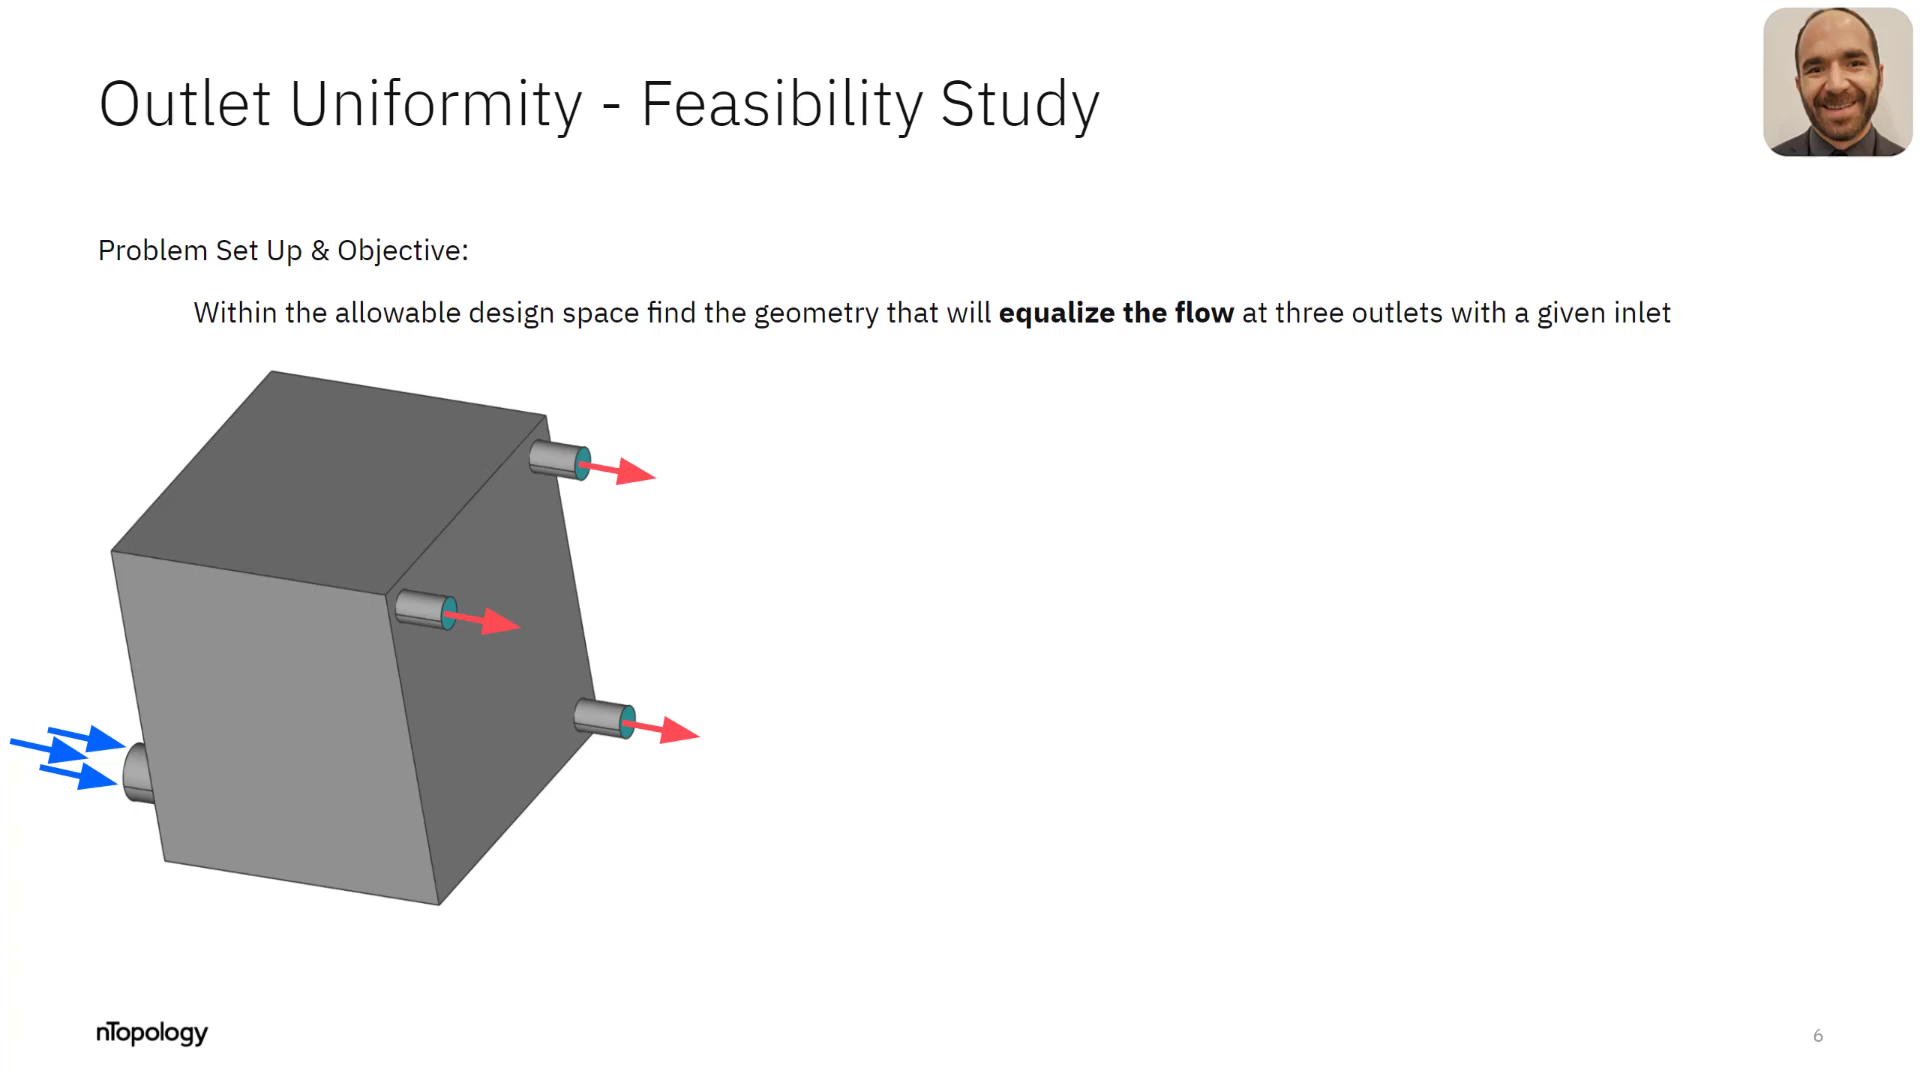 Outlet Uniformity - Feasibility Study
Problem Set Up & Objective:
Within the allowable design space find the geometry that will equalize the flow at three outlets with a given inlet
nTopology
6